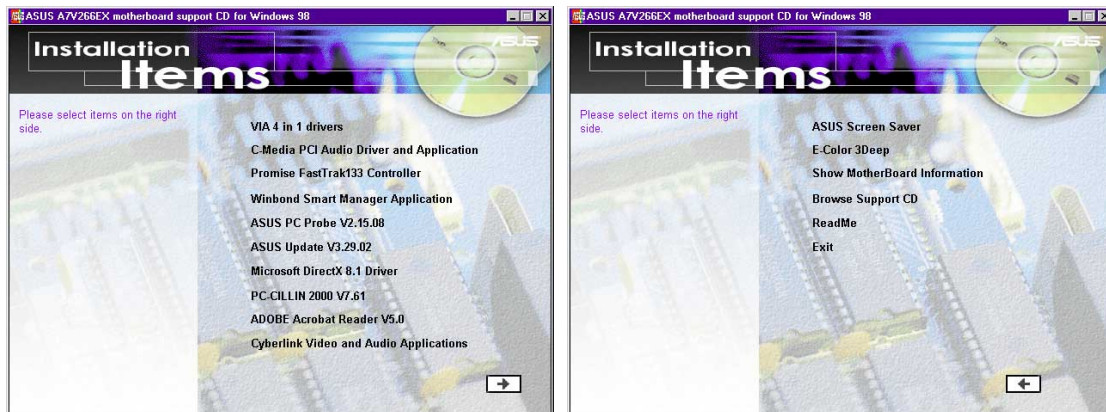 ASUS A7V266EX motherboard support CD for Windows 98
Installation
Items
ASUS
Please select items on the right
side.
VIA 4 in 1 drivers
C-Media PCI Audio Driver and Application
Promise FastTrak133 Controller
Winbond Smart Manager Application
ASUS PC Probe V2.15.08
ASUS Update V3.29.02
Microsoft DirectX 8.1 Driver
PC-CILLIN 2000 V7.61
ADOBE Acrobat Reader V5.0
Cyberlink Video and Audio Applications
ASUS A7V266EX motherboard support CD for Windows 98
Installation
Items
ASUS
Please select items on the right
side.
ASUS Screen Saver
E-Color 3Deep
Show MotherBoard Information
Browse Support CD
ReadMe
Exit